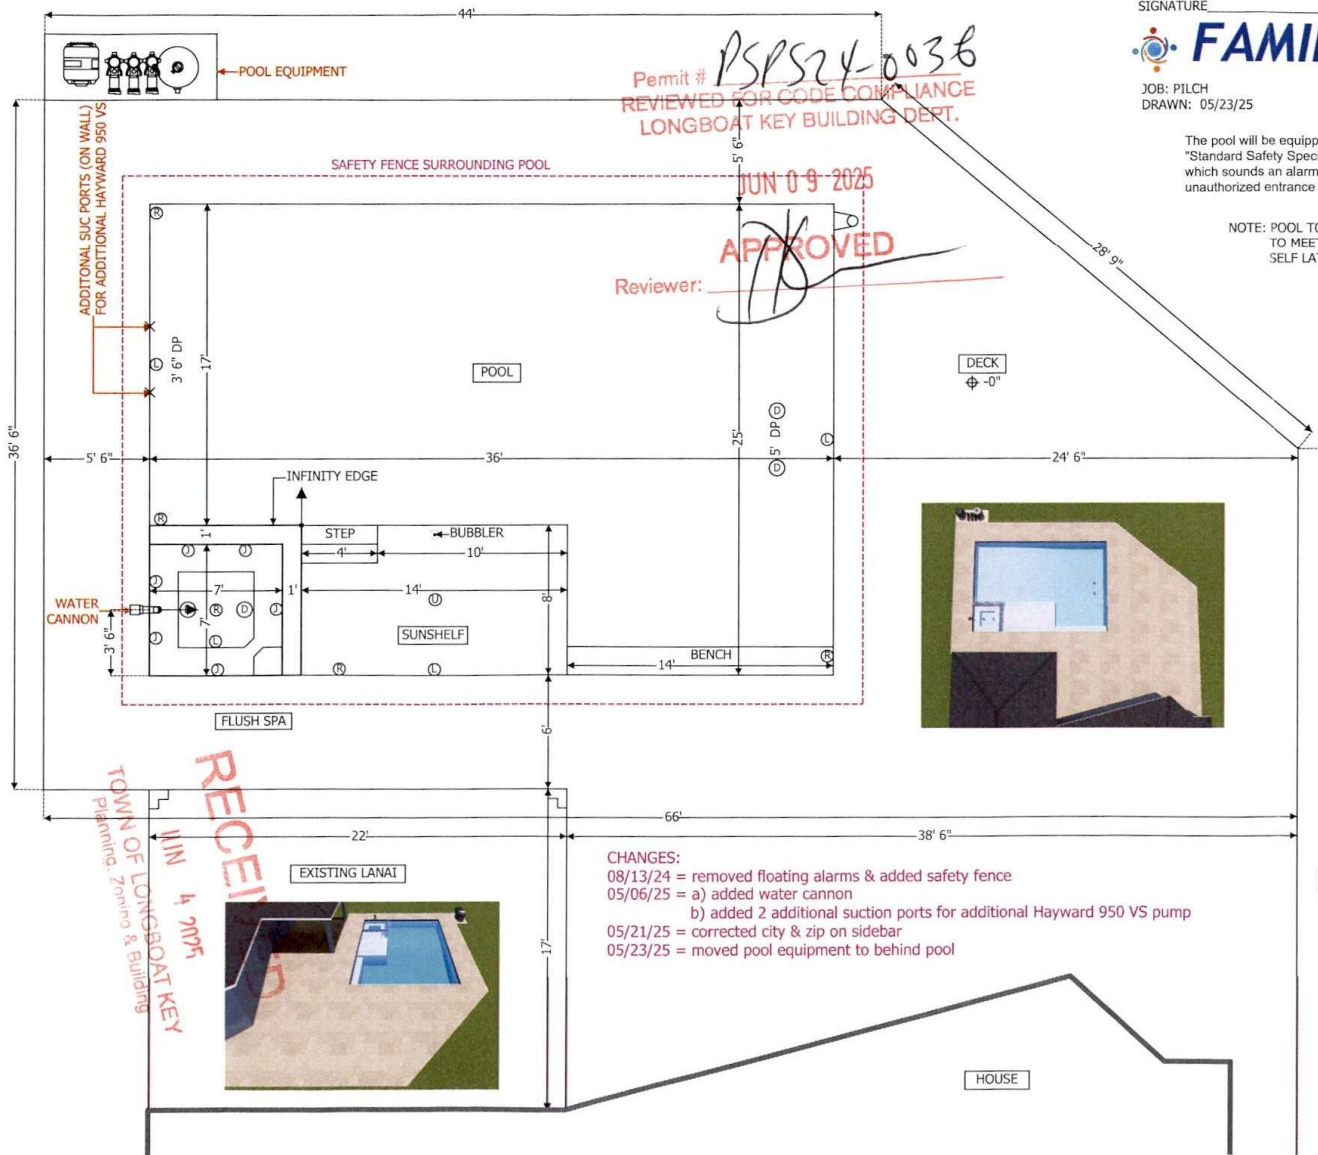 SIGNATURE
44'
FAMI
JOB: PILCH
DRAWN: 05/23/25
POOL EQUIPMENT
Permit # PSPS24-0036
REVIEWED FOR CODE COMPLIANCE
LONGBOAT KEY BUILDING DEPT.
ADDITONAL SUC PORTS (ON WALL)
FOR ADDITIONAL HAYWARD 950 VS
The pool will be equipp
"Standard Safety Speci
which sounds an alarm
unauthorized entrance
SAFETY FENCE SURROUNDING POOL
5' 6"
JUN 09 2025
R
NOTE: POOL TO
TO MEET
SELF LAT
APPROVED
28' 9"
Reviewer:
L
3' 6" DP
17'
POOL
DECK
-0"
D
5' DP
D
L
25'
36' 6"
5' 6"
36'
24' 6"
INFINITY EDGE
R
1'
STEP
BUBBLER
4'
10'
J
J
J
7'
1'
14'
8'
WATER
CANNON
R
D
J
U
3' 6"
7'
J
L
SUNSHELF
J
R
L
BENCH
14'
R
FLUSH SPA
6'
RECEIVED
JUN 4 2025
TOWN OF LONGBOAT KEY
Planning, Zoning & Building
66'
22'
38' 6"
EXISTING LANAI
17'
CHANGES:
08/13/24 = removed floating alarms & added safety fence
05/06/25 = a) added water cannon
b) added 2 additional suction ports for additional Hayward 950 VS pump
05/21/25 = corrected city & zip on sidebar
05/23/25 = moved pool equipment to behind pool
HOUSE